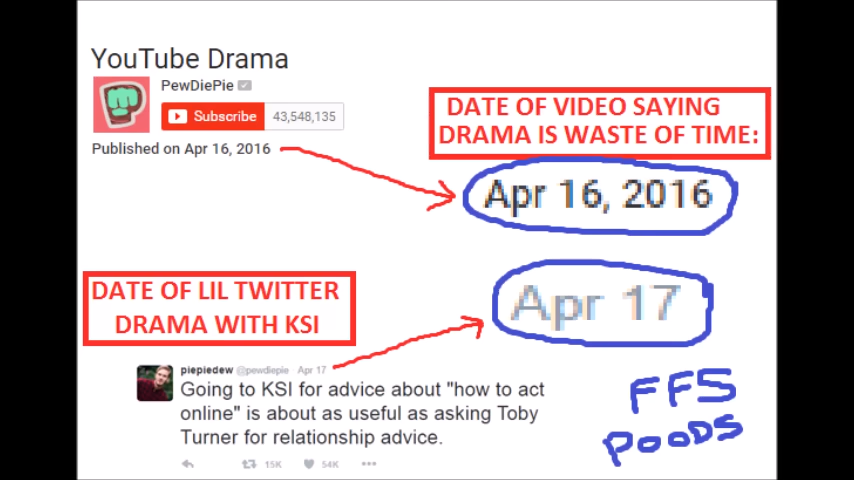 YouTube Drama
PewDiePie
Subscribe 43,548,135
Published on Apr 16, 2016
DATE OF VIDEO SAYING
DRAMA IS WASTE OF TIME:
Apr 16, 2016
DATE OF LIL TWITTER
DRAMA WITH KSI
Apr 17
piepiedew @pewdiepie Apr 17
Going to KSI for advice about "how to act
online" is about as useful as asking Toby
Turner for relationship advice.
15K 54K
FFS
POODS